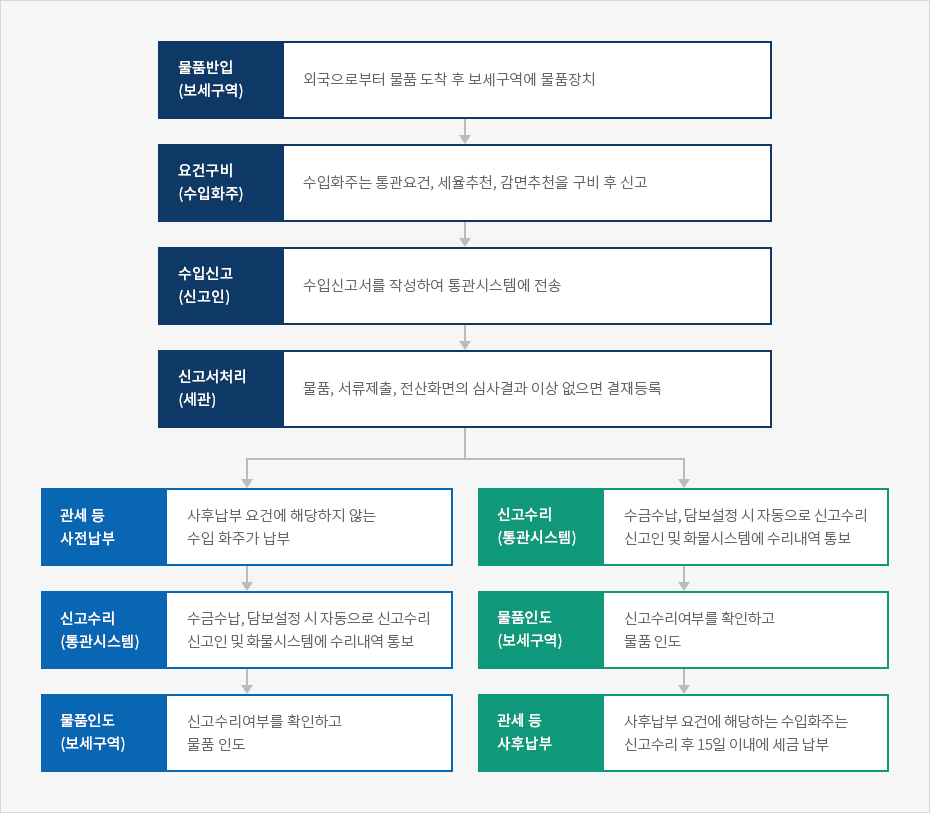 물품반입
(보세구역)
외국으로부터 물품 도착 후 보세구역에 물품장치
요건구비
(수입화주)
수입화주는 통관요건, 세율추천, 감면추천을 구비 후 신고
수입신고
(신고인)
수입신고서를 작성하여 통관시스템에 전송
신고서처리
(세관)
물품, 서류제출, 전산화면의 심사결과 이상 없으면 결재등록
관세 등
사전납부
사후납부 요건에 해당하지 않는
수입 화주가 납부
신고수리
(통관시스템)
수금수납, 담보설정 시 자동으로 신고수리
신고인 및 화물시스템에 수리내역 통보
물품인도
(보세구역)
신고수리여부를 확인하고
물품 인도
신고수리
(통관시스템)
수금수납, 담보설정 시 자동으로 신고수리
신고인 및 화물시스템에 수리내역 통보
물품인도
(보세구역)
신고수리여부를 확인하고
물품 인도
관세 등
사후납부
사후납부 요건에 해당하는 수입화주는
신고수리 후 15일 이내에 세금 납부